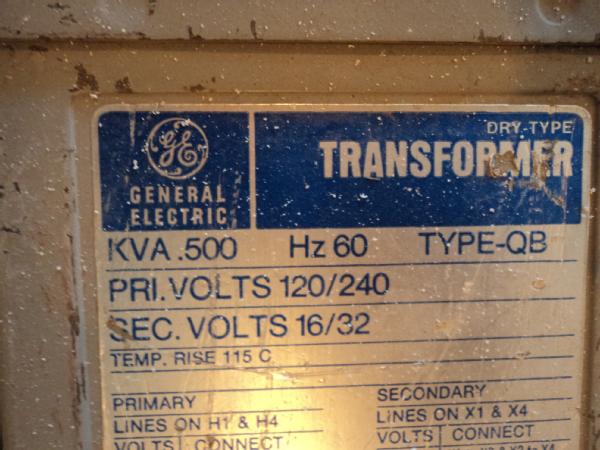 GE
DRY-TYPE
TRANSFORMER
GENERAL
ELECTRIC
KVA .500 Hz 60 TYPE-QB
PRI. VOLTS 120/240
SEC. VOLTS 16/32
TEMP. RISE 115 C
PRIMARY
LINES ON H1 & H4
VOLTS CONNECT
SECONDARY
LINES ON X1 & X4
VOLTS CONNECT